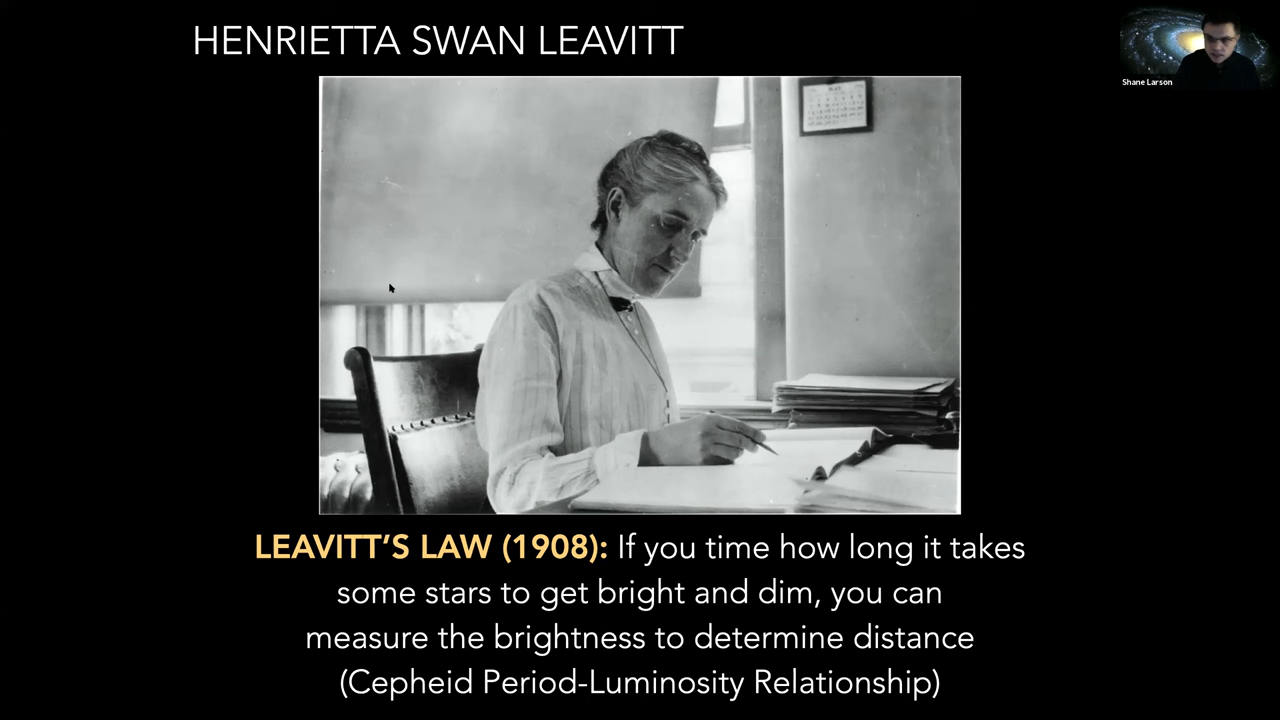 HENRIETTA SWAN LEAVITT
Shane Larson
LEAVITT'S LAW (1908): If you time how long it takes
some stars to get bright and dim, you can
measure the brightness to determine distance
(Cepheid Period-Luminosity Relationship)